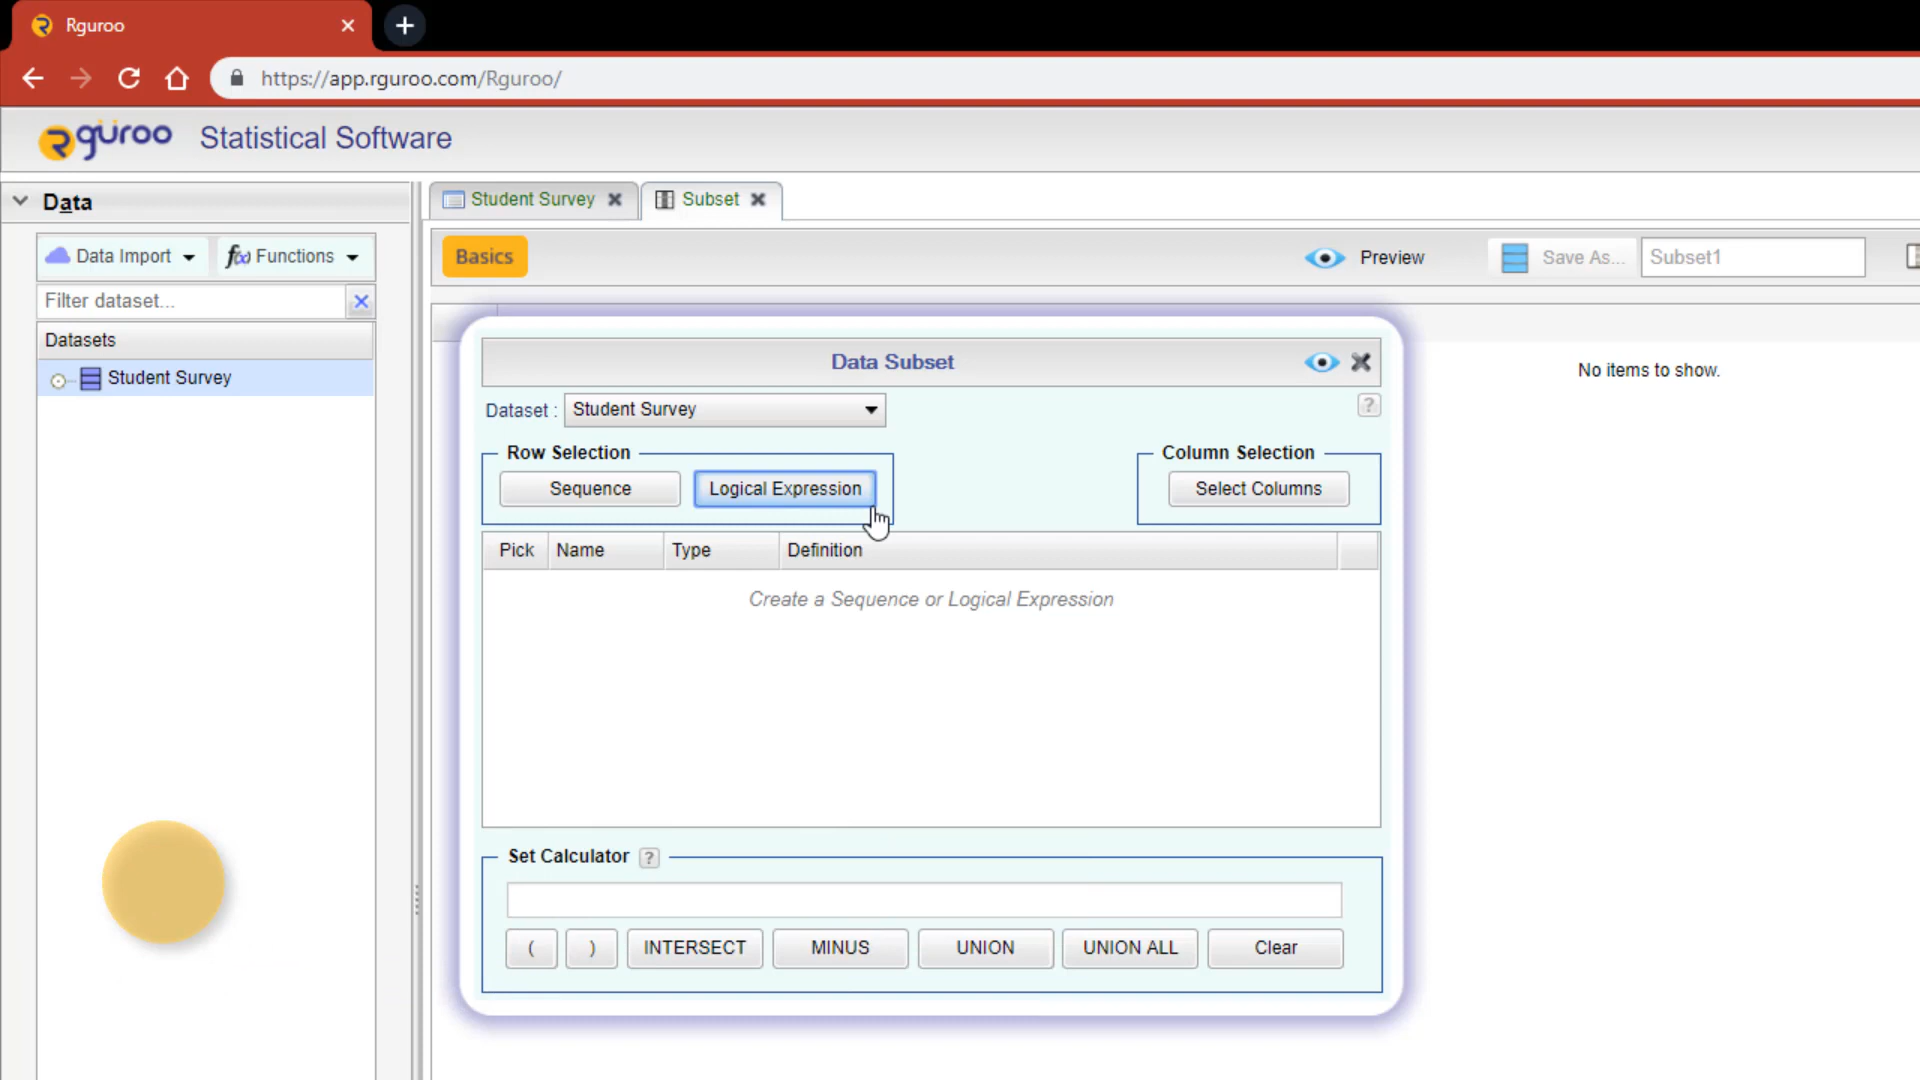 Rguroo
https://app.rguroo.com/Rguroo/
Rguroo Statistical Software
Data
Student Survey
Subset
Data Import
f(x) Functions
Basics
Preview
Save As...
Subset1
Filter dataset...
Datasets
Student Survey
Data Subset
No items to show.
Dataset :
Student Survey
?
Row Selection
Column Selection
Sequence
Logical Expression
Select Columns
Pick
Name
Type
Definition
Create a Sequence or Logical Expression
Set Calculator ?
(
)
INTERSECT
MINUS
UNION
UNION ALL
Clear